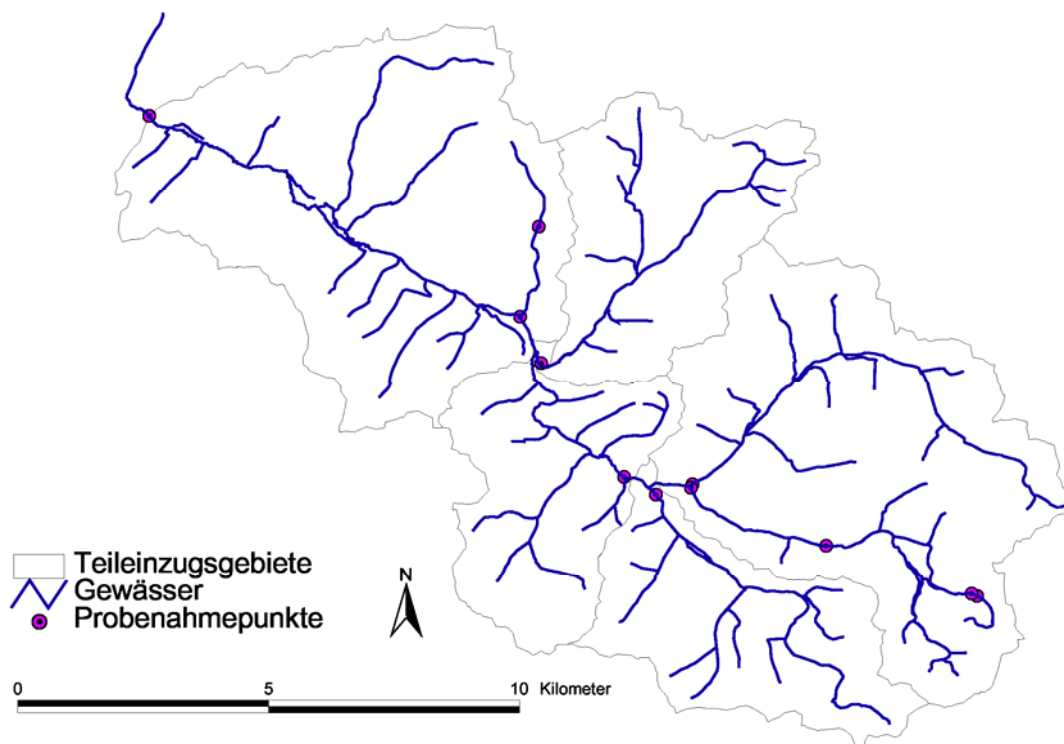 Teileinzugsgebiete
Gewässer
Probenahmepunkte
N
0 5 10 Kilometer